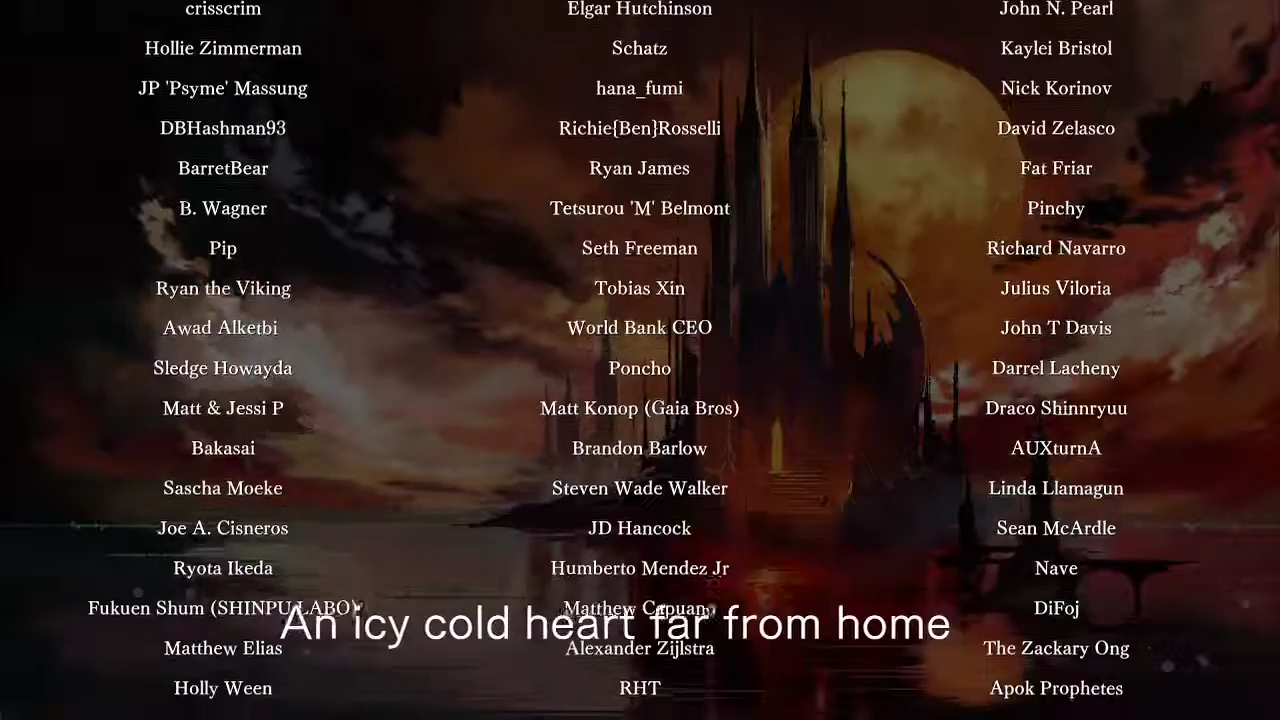 crisscrim
Elgar Hutchinson
John N. Pearl
Hollie Zimmerman
Schatz
Kaylei Bristol
JP 'Psyme' Massung
hana_fumi
Nick Korinov
DBHashman93
Richie{Ben}Rosselli
David Zelasco
BarretBear
Ryan James
Fat Friar
B. Wagner
Tetsurou 'M' Belmont
Pinchy
Pip
Seth Freeman
Richard Navarro
Ryan the Viking
Tobias Xin
Julius Viloria
Awad Alketbi
World Bank CEO
John T Davis
Sledge Howayda
Poncho
Darrel Lacheny
Matt & Jessi P
Matt Konop (Gaia Bros)
Draco Shinnryuu
Bakasai
Brandon Barlow
AUXturnA
Sascha Moeke
Steven Wade Walker
Linda Llamagun
Joe A. Cisneros
JD Hancock
Sean McArdle
Ryota Ikeda
Humberto Mendez Jr
Nave
Fukuen Shum (SHINPU LABO)
Matthew
DiFoj
An icy cold heart far from home
Matthew Elias
Alexander Zijlstra
The Zackary Ong
Holly Ween
RHT
Apok Prophetes